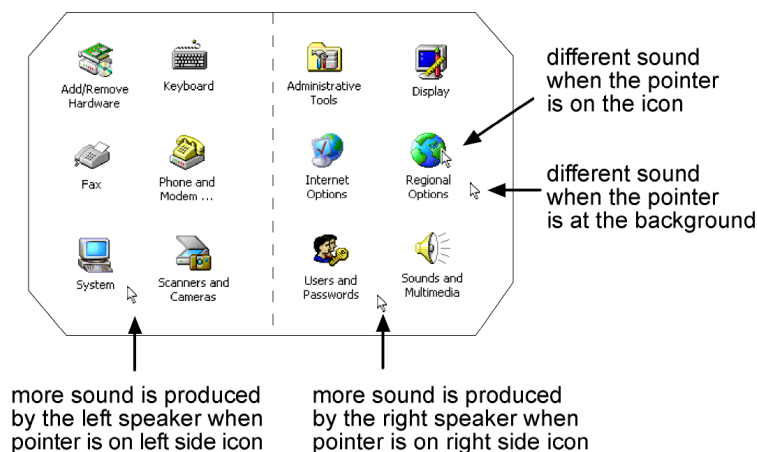 Add/Remove
Hardware
Keyboard
Administrative
Tools
Display
different sound
when the pointer
is on the icon
Fax
Phone and
Modem ...
Internet
Options
Regional
Options
different sound
when the pointer
is at the background
System
Scanners and
Cameras
Users and
Passwords
Sounds and
Multimedia
more sound is produced
by the left speaker when
pointer is on left side icon
more sound is produced
by the right speaker when
pointer is on right side icon